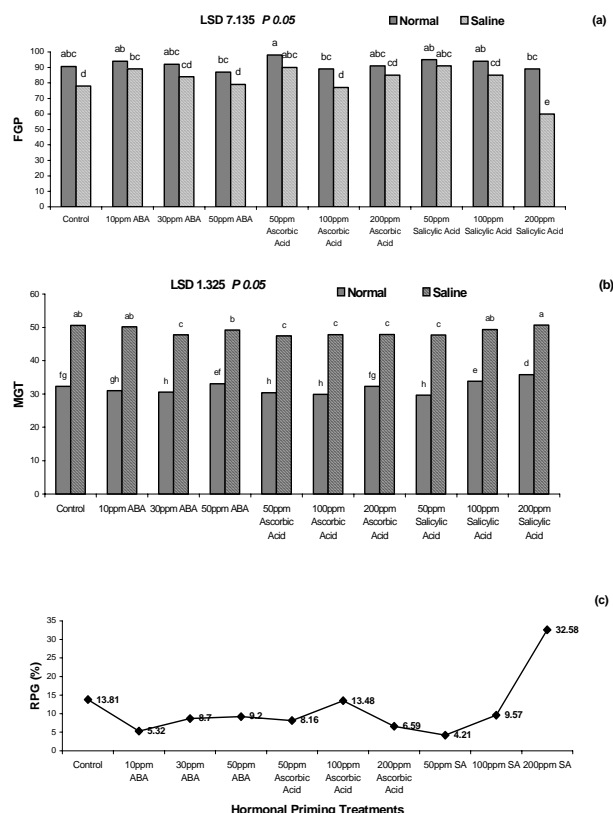 LSD 7.135 P 0.05
Normal Saline
(a)
FGP
100
90
80
70
60
50
40
30
20
10
0
abc d ab bc abc cd bc d a abc bc d abc cd ab ab ab cd bc e
Control 10ppm ABA 30ppm ABA 50ppm ABA 50ppm 100ppm 200ppm 50ppm 100ppm 200ppm
Ascorbic Acid Ascorbic Acid Ascorbic Acid Salicylic Acid Salicylic Acid Salicylic Acid
(b)
LSD 1.325 P 0.05
Normal Saline
MGT
60
50
40
30
20
10
0
fg ab gh ab h c ef b h c h c fg c h c e ab d a
Control 10ppm ABA 30ppm ABA 50ppm ABA 50ppm 100ppm 200ppm 50ppm 100ppm 200ppm
Ascorbic Ascorbic Ascorbic Salicylic Acid Salicylic Salicylic
Acid Acid Acid Acid Acid
(c)
RPG (%)
35
30
25
20
15
10
5
0
13.81 5.32 8.7 9.2 8.16 13.48 6.59 4.21 9.57 32.58
Control 10ppm 30ppm 50ppm 50ppm 100ppm 200ppm 50ppm SA 100ppm SA 200ppm SA
ABA ABA ABA Ascorbic Acid Ascorbic Acid Ascorbic Acid
Hormonal Priming Treatments